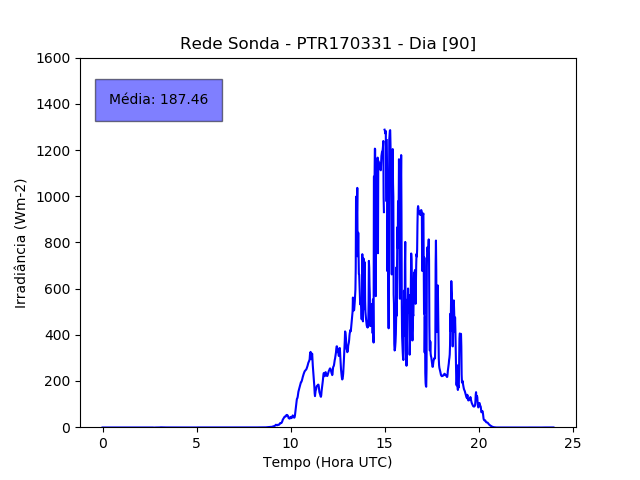 Rede Sonda - PTR170331 - Dia [90]
Média: 187.46
Irradiância (Wm-2)
1600
1400
1200
1000
800
600
400
200
0
0 5 10 15 20 25
Tempo (Hora UTC)